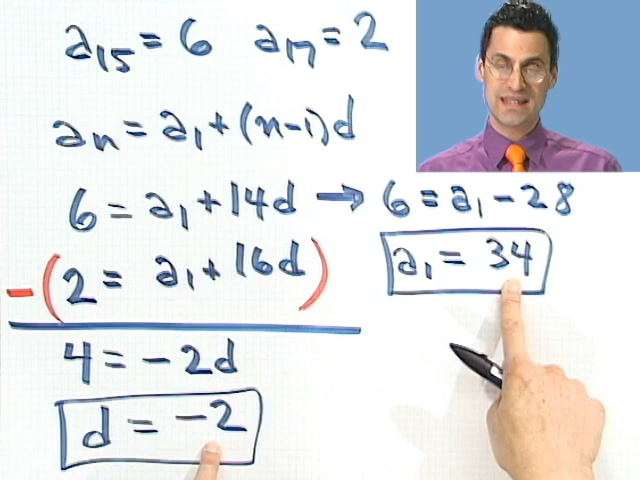 a₁₅ = 6 a₁₇ = 2
aₙ = a₁ + (n-1)d
6 = a₁ + 14d → 6 = a₁ - 28
-(2 = a₁ + 16d) a₁ = 34
4 = -2d
d = -2